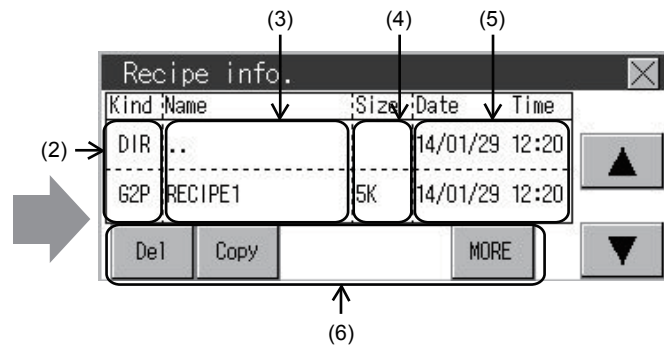 (3) (4) (5)
Recipe info.
Kind Name Size Date Time
(2) DIR .. 14/01/29 12:20
G2P RECIPE1 5K 14/01/29 12:20
Del Copy MORE
(6)